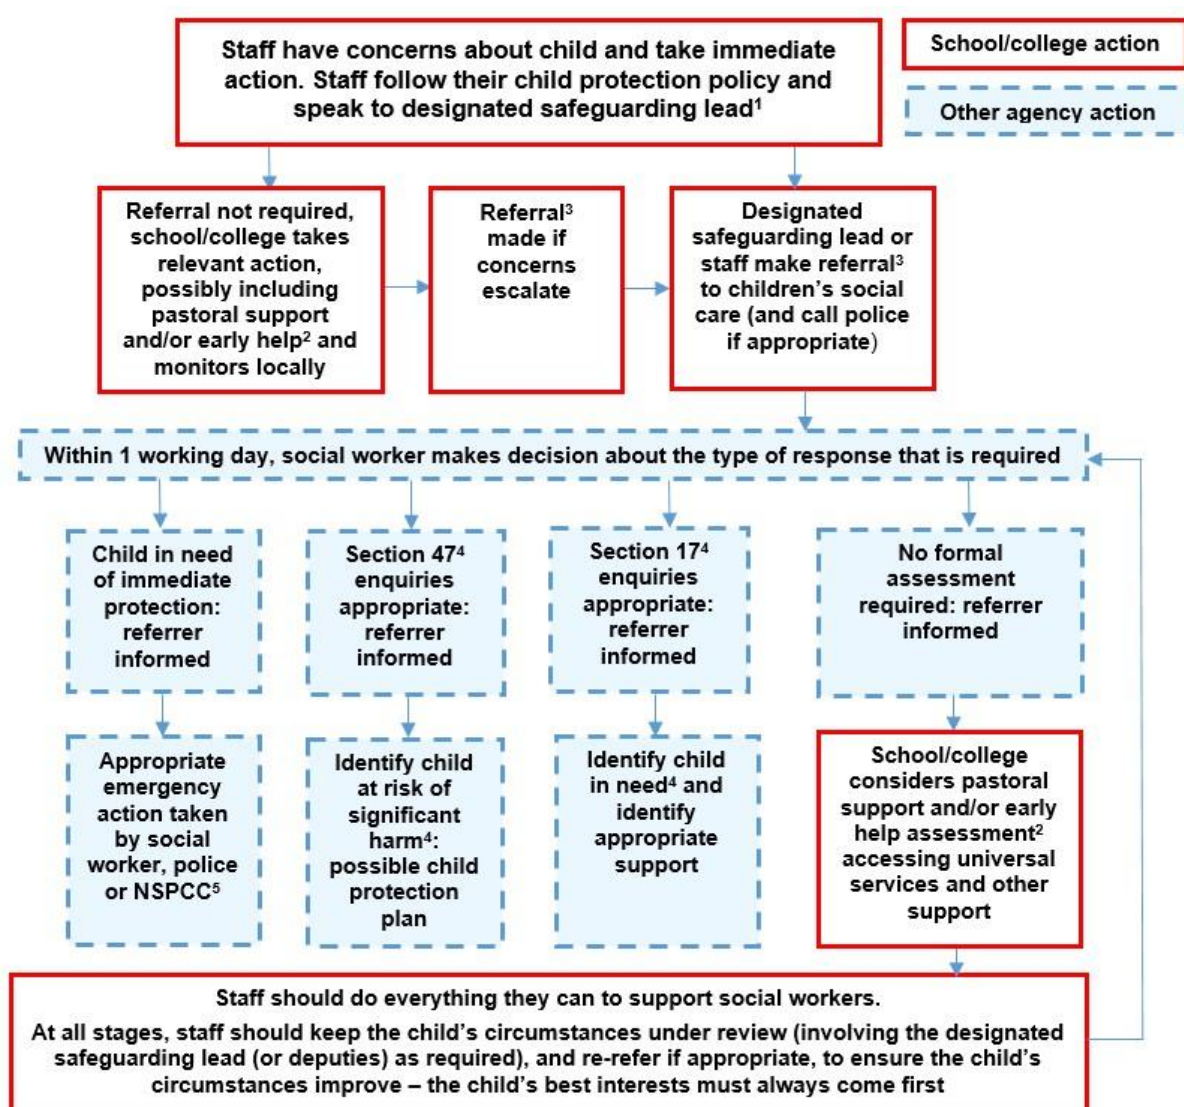 Staff have concerns about child and take immediate
action. Staff follow their child protection policy and
speak to designated safeguarding lead¹
School/college action
Other agency action
Referral not required,
school/college takes
relevant action,
possibly including
pastoral support
and/or early help² and
monitors locally
Referral³
made if
concerns
escalate
Designated
safeguarding lead or
staff make referral³
to children’s social
care (and call police
if appropriate)
Within 1 working day, social worker makes decision about the type of response that is required
Child in need
of immediate
protection:
referrer
informed
Section 47⁴
enquiries
appropriate:
referrer
informed
Section 17⁴
enquiries
appropriate:
referrer
informed
No formal
assessment
required: referrer
informed
Appropriate
emergency
action taken
by social
worker, police
or NSPCC⁵
Identify child
at risk of
significant
harm⁴:
possible child
protection
plan
Identify child
in need⁴ and
identify
appropriate
support
School/college
considers pastoral
support and/or early
help assessment²
accessing universal
services and other
support
Staff should do everything they can to support social workers.
At all stages, staff should keep the child’s circumstances under review (involving the designated
safeguarding lead (or deputies) as required), and re-refer if appropriate, to ensure the child’s
circumstances improve – the child’s best interests must always come first